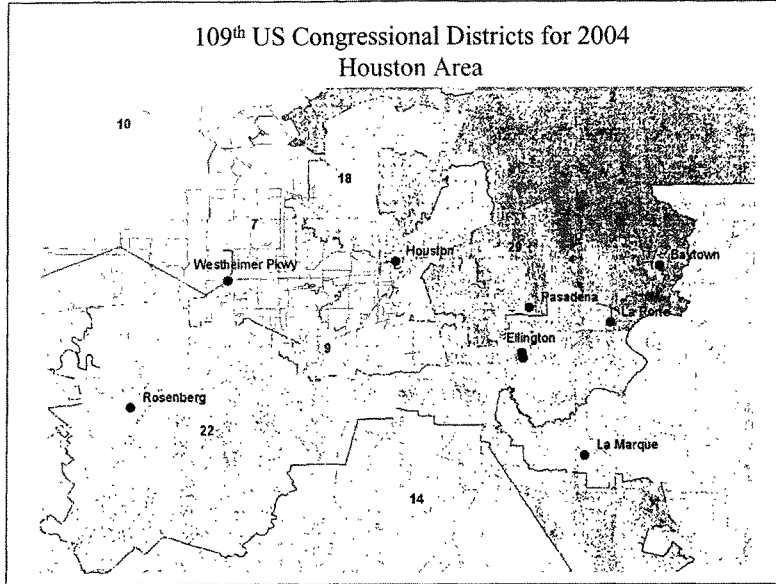 109th US Congressional Districts for 2004
Houston Area
2
10
18
7
Houston
29
Baytown
Westheimer Pkwy
Pasadena
La Porte
Ellington
9
Rosenberg
22
La Marque
14